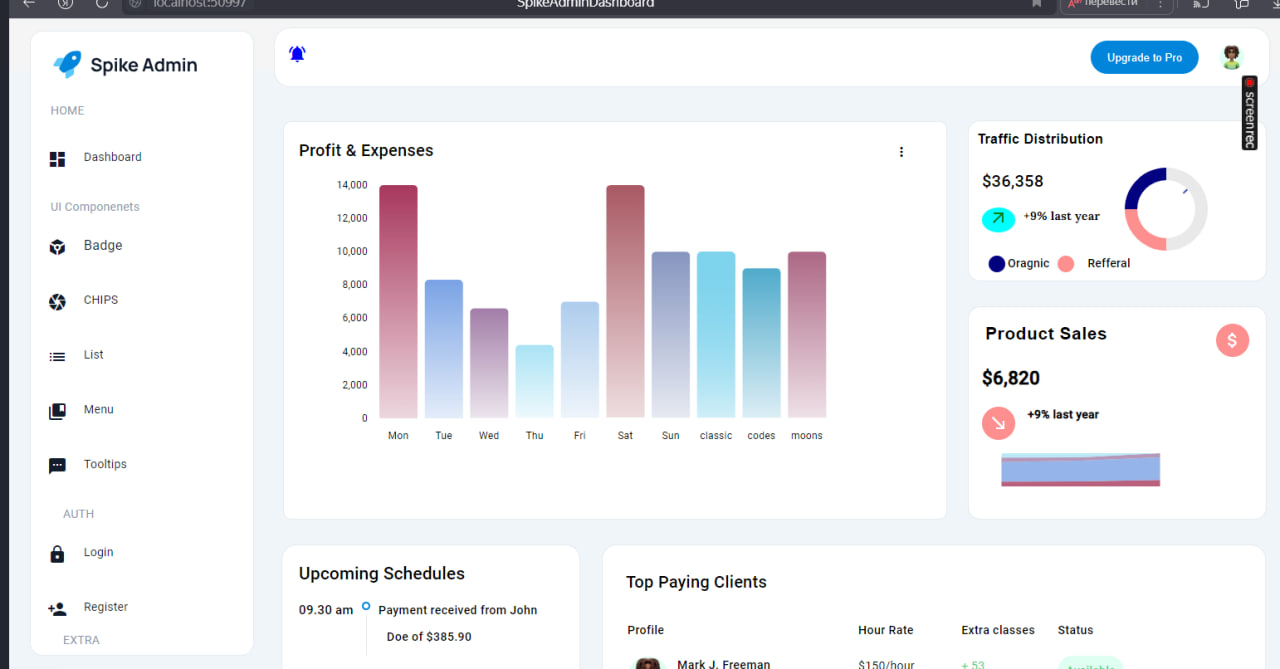 localhost:50997
SpikeAdminDashboard
перевести
Spike Admin
HOME
Dashboard
UI Componenets
Badge
CHIPS
List
Menu
Tooltips
AUTH
Login
Register
EXTRA
Upgrade to Pro
screenrec
Profit & Expenses
14,000
12,000
10,000
8,000
6,000
4,000
2,000
0
Mon Tue Wed Thu Fri Sat Sun classic codes moons
Traffic Distribution
$36,358
+9% last year
Oragnic Refferal
Product Sales
$
$6,820
+9% last year
Upcoming Schedules
09.30 am Payment received from John
Doe of $385.90
Top Paying Clients
Profile Hour Rate Extra classes Status
Mark J. Freeman $150/hour + 53 Available